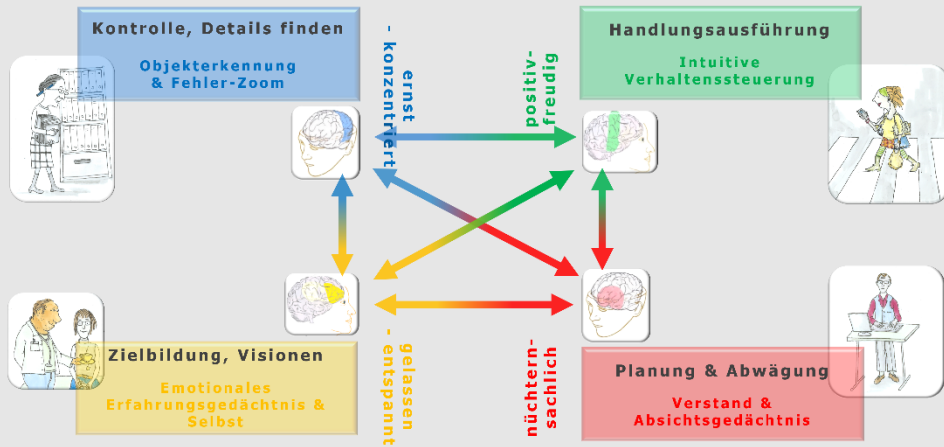 Kontrolle, Details finden
Objekterkennung
& Fehler-Zoom
ernst
- konzentriert
positiv-
freudig
Handlungsausführung
Intuitive
Verhaltenssteuerung
Zielbildung, Visionen
Emotionales
Erfahrungsgedächtnis &
Selbst
gelassen
- entspannt
nüchtern-
sachlich
Planung & Abwägung
Verstand &
Absichtsgedächtnis